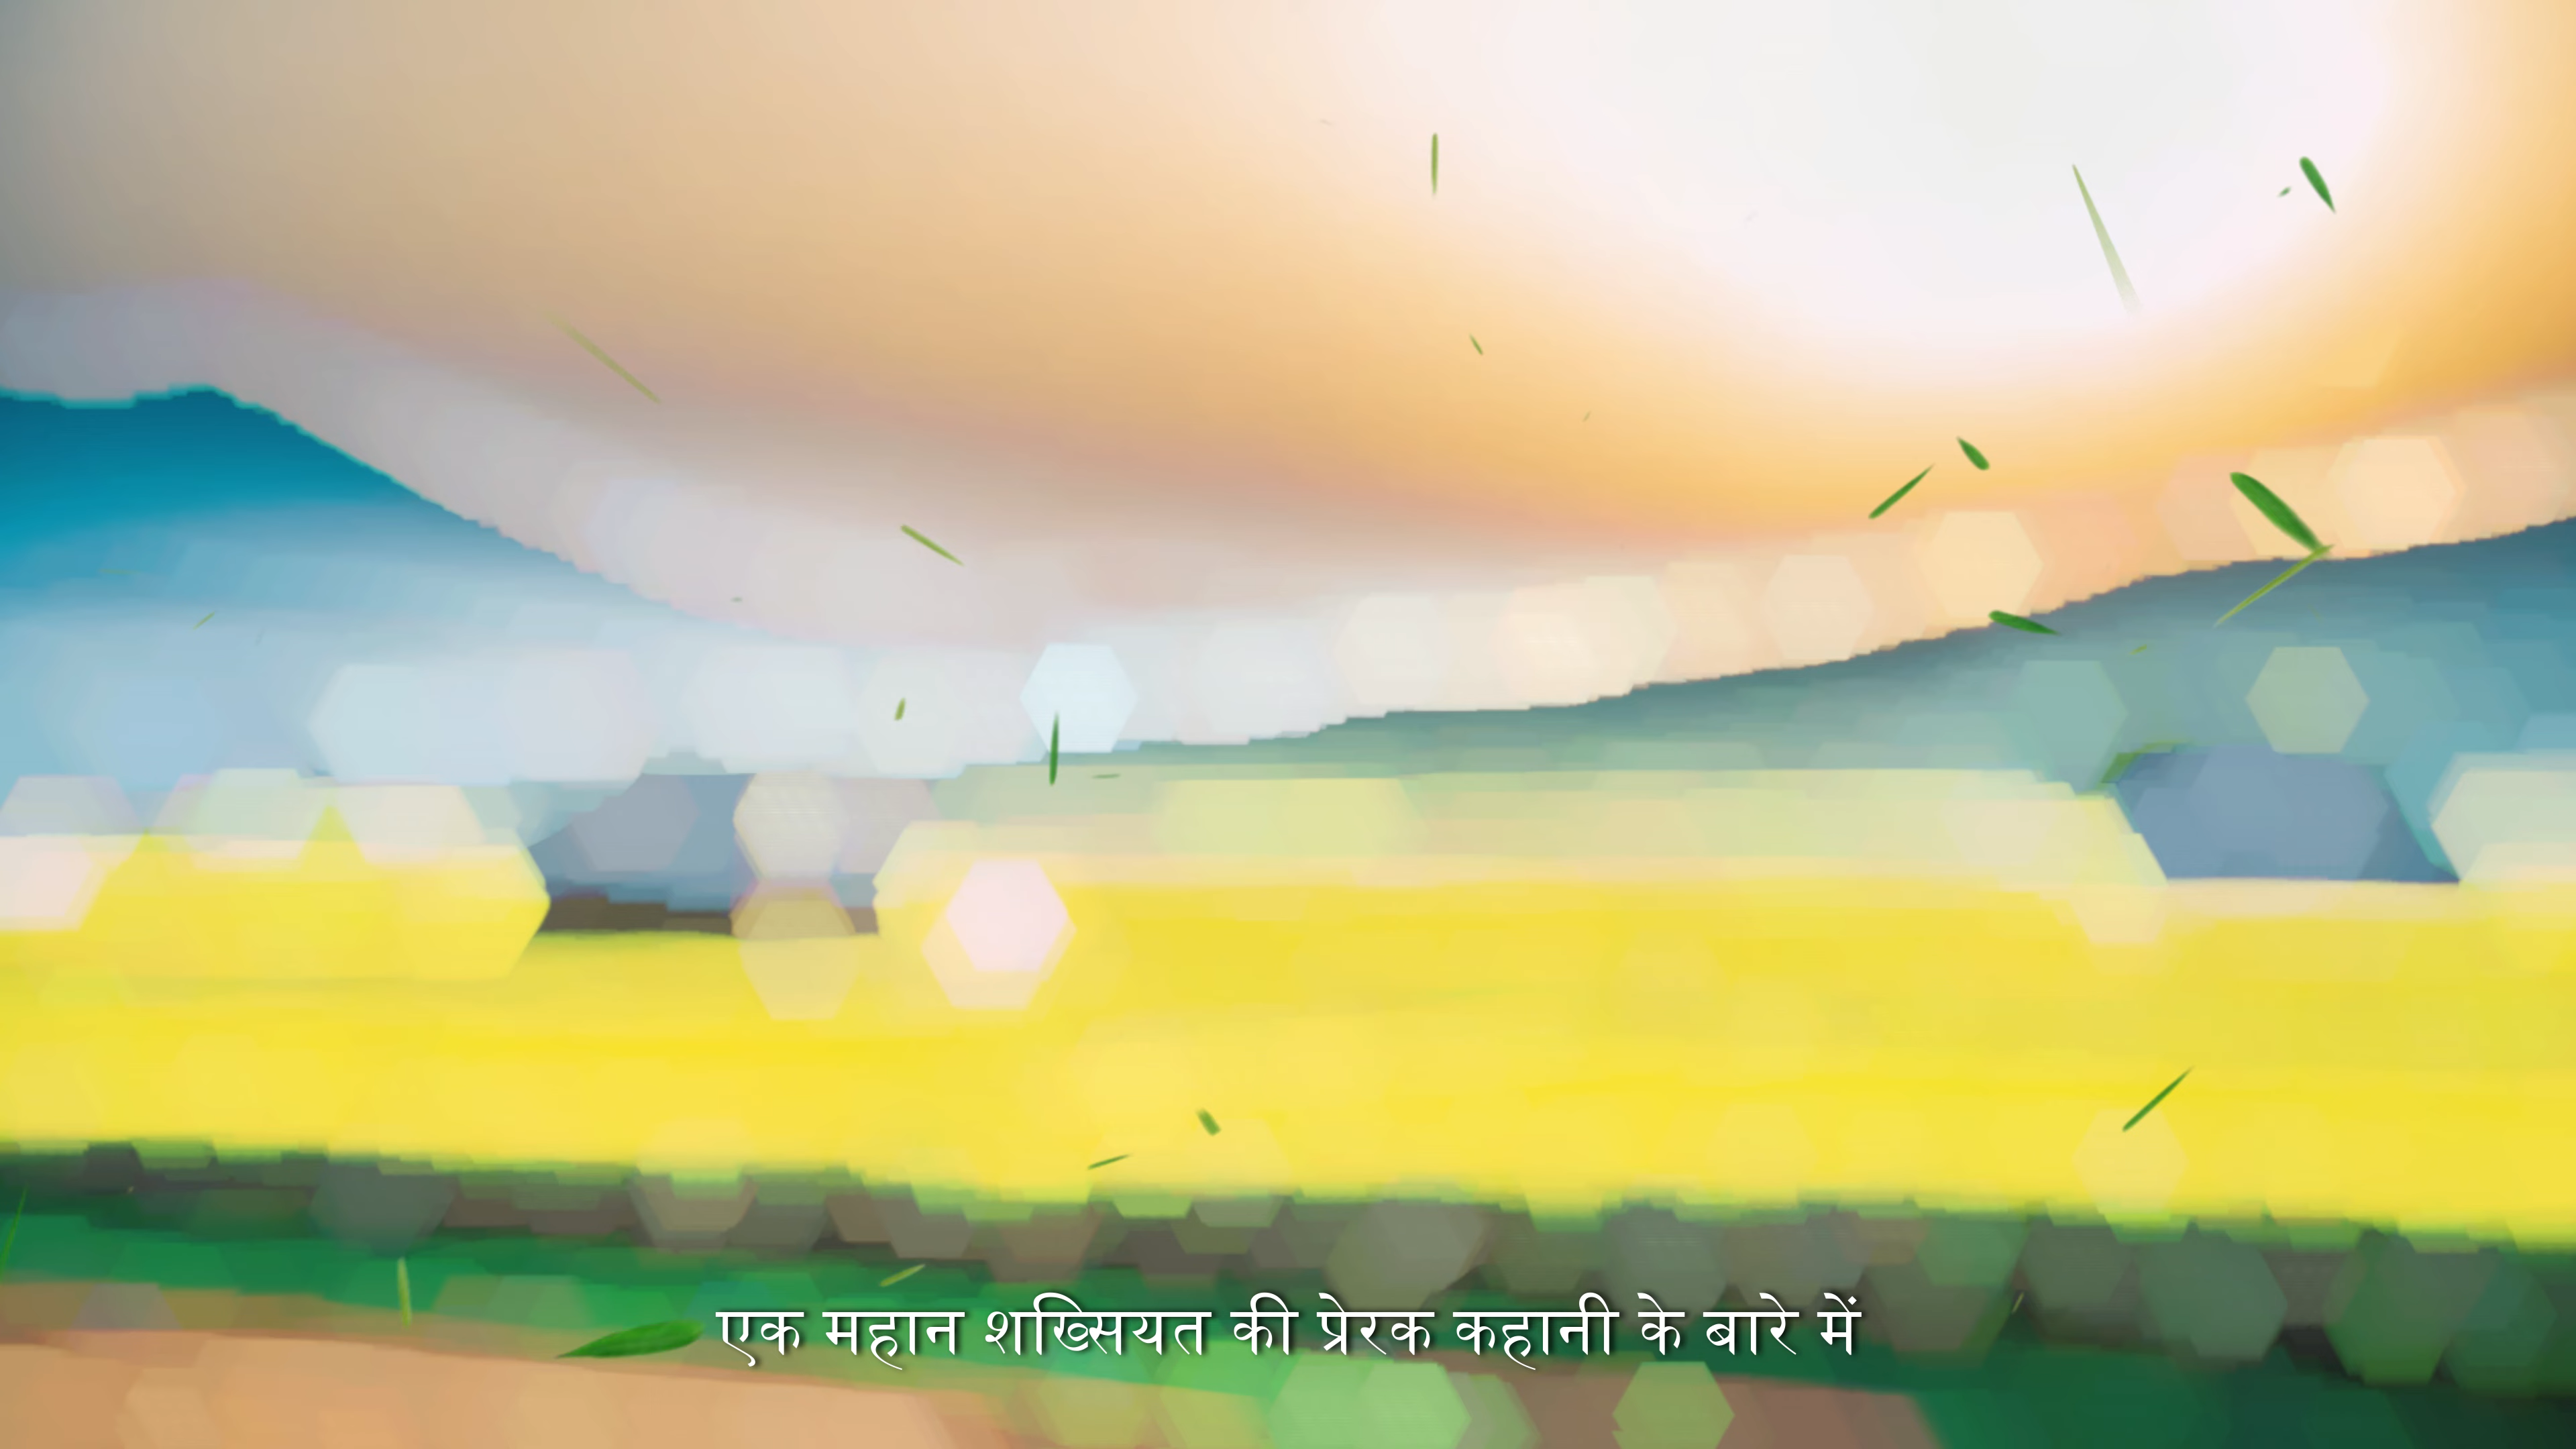 एक महान शख्सियत की प्रेरक कहानी के बारे में